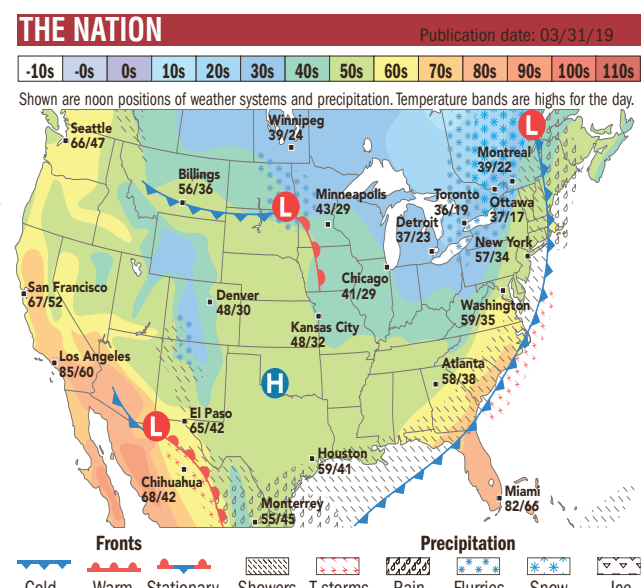 THE NATION
Publication date: 03/31/19
-10s -0s 0s 10s 20s 30s 40s 50s 60s 70s 80s 90s 100s 110s
Shown are noon positions of weather systems and precipitation. Temperature bands are highs for the day.
Seattle
66/47
Winnipeg
39/24
L
Montreal
39/22
Billings
56/36
L
Minneapolis
43/29
Toronto
36/19
Ottawa
37/17
Detroit
37/23
New York
57/34
San Francisco
67/52
Denver
48/30
Chicago
41/29
Kansas City
48/32
Washington
59/35
Los Angeles
85/60
H
Atlanta
58/38
L
El Paso
65/42
Houston
59/41
Chihuahua
68/42
Monterrey
55/45
Miami
82/66
Fronts
Precipitation
Cold Warm Stationary Showers T-storms Rain Flurries Snow Ice